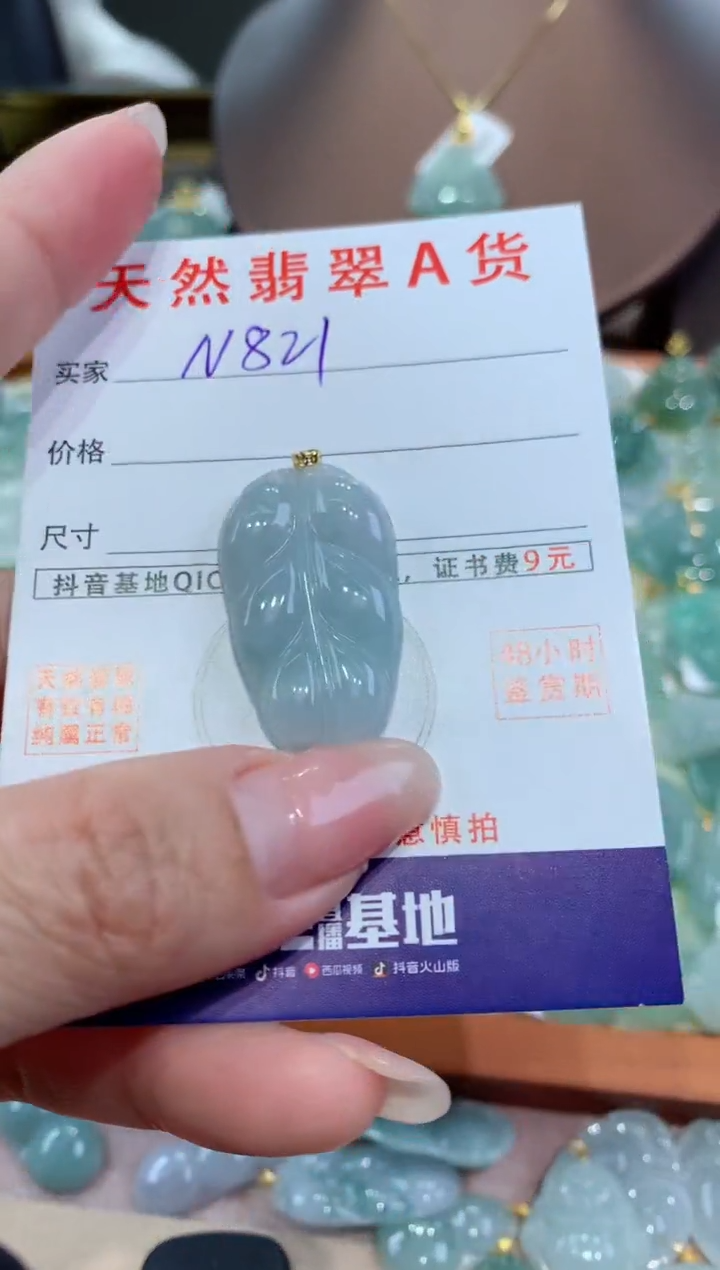 天然翡翠A货
买家 N821
价格
尺寸
抖音基地QIC
，证书费9元
48小时
鉴赏期
慎拍
基地
抖音 西瓜视频 抖音火山版